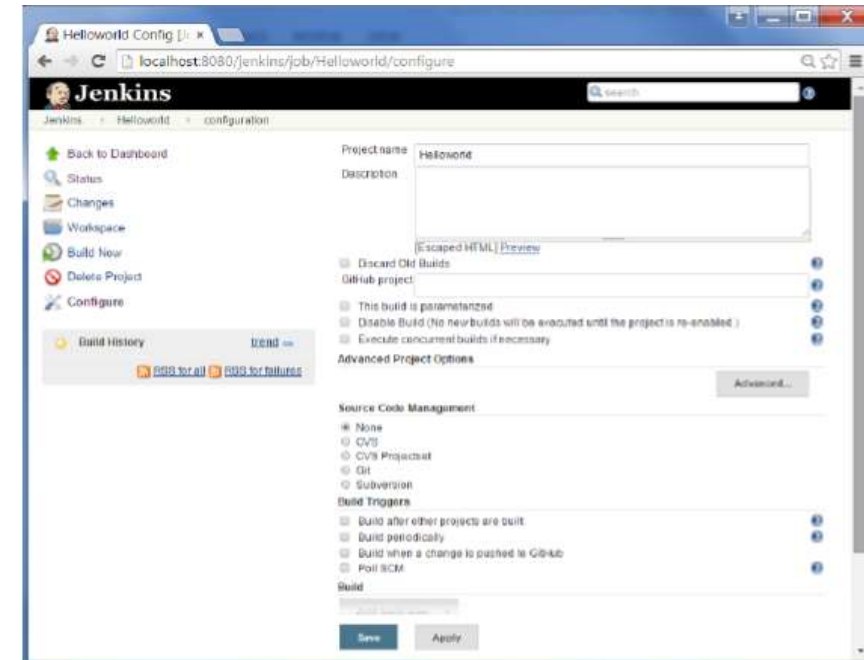 Helloworld Config [Je
localhost:8080/jenkins/job/Helloworld/configure
Jenkins
search
Jenkins Helloworld configuration
Back to Dashboard
Status
Changes
Workspace
Build Now
Delete Project
Configure
Build History trend
RSS for all RSS for failures
Project name Helloworld
Description
[Escaped HTML] Preview
Discard Old Builds
GitHub project
This build is parameterized
Disable Build (No new builds will be executed until the project is re-enabled.)
Execute concurrent builds if necessary
Advanced Project Options
Advanced...
Source Code Management
None
CVS
CVS Projectset
Git
Subversion
Build Triggers
Build after other projects are built
Build periodically
Build when a change is pushed to GitHub
Poll SCM
Build
Save Apply